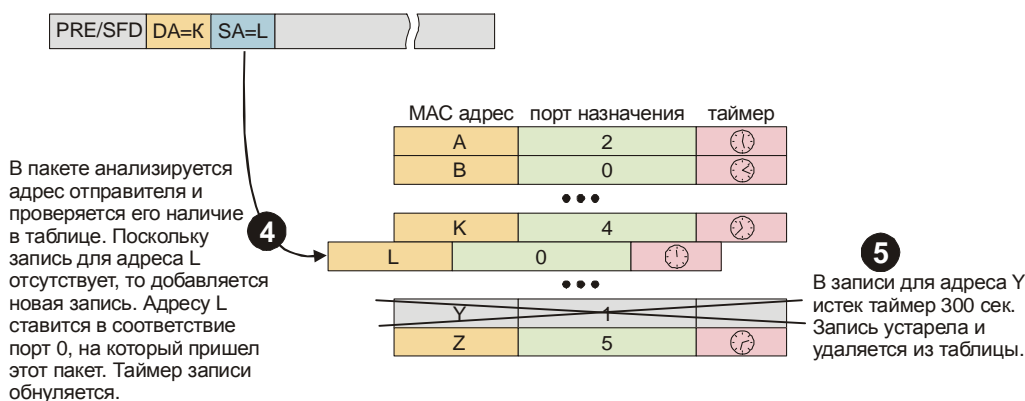 PRE/SFD DA=K SA=L
MAC адрес порт назначения таймер
A 2
B 0
K 4
L 0
Y 1
Z 5
В пакете анализируется
адрес отправителя и
проверяется его наличие
в таблице. Поскольку
запись для адреса L
отсутствует, то добавляется
новая запись. Адресу L
ставится в соответствие
порт 0, на который пришел
этот пакет. Таймер записи
обнуляется.
4
5
В записи для адреса Y
истек таймер 300 сек.
Запись устарела и
удаляется из таблицы.